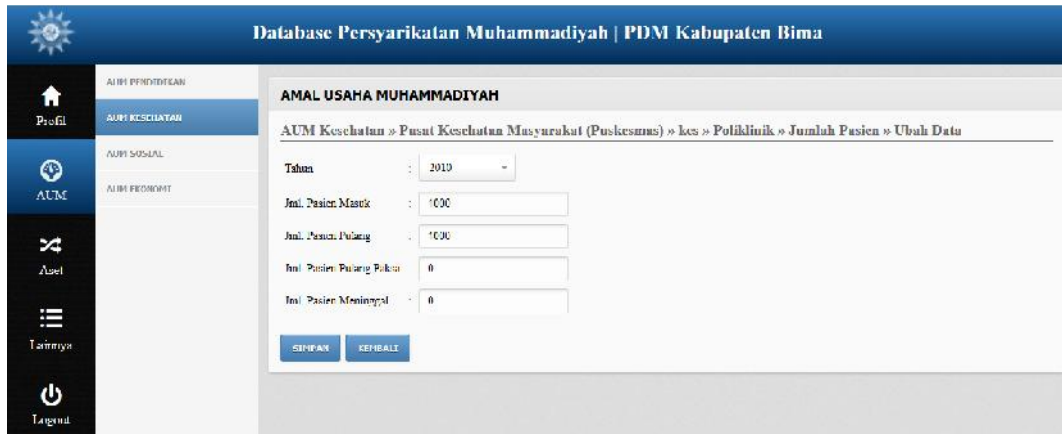 Database Persyarikatan Muhammadiyah | PDM Kabupaten Bima
Profil
AUM
Aset
Lainnya
Logout
AUM PENDIDIKAN
AUM KESEHATAN
AUM SOSIAL
AUM EKONOMI
AMAL USAHA MUHAMMADIYAH
AUM Kesehatan » Pusat Kesehatan Masyarakat (Puskesmas) » kes » Poliklinik » Jumlah Pasien » Ubah Data
Tahun : 2010
Jml. Pasien Masuk : 1000
Jml. Pasien Pulang : 1000
Jml. Pasien Pulang Paksa 0
Jml. Pasien Meninggal : 0
SIMPAN KEMBALI